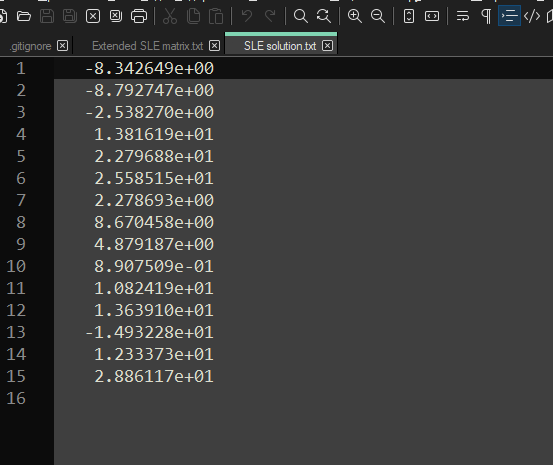 .gitignore Extended SLE matrix.txt SLE solution.txt
1 -8.342649e+00
2 -8.792747e+00
3 -2.538270e+00
4 1.381619e+01
5 2.279688e+01
6 2.558515e+01
7 2.278693e+00
8 8.670458e+00
9 4.879187e+00
10 8.907509e-01
11 1.082419e+01
12 1.363910e+01
13 -1.493228e+01
14 1.233373e+01
15 2.886117e+01
16